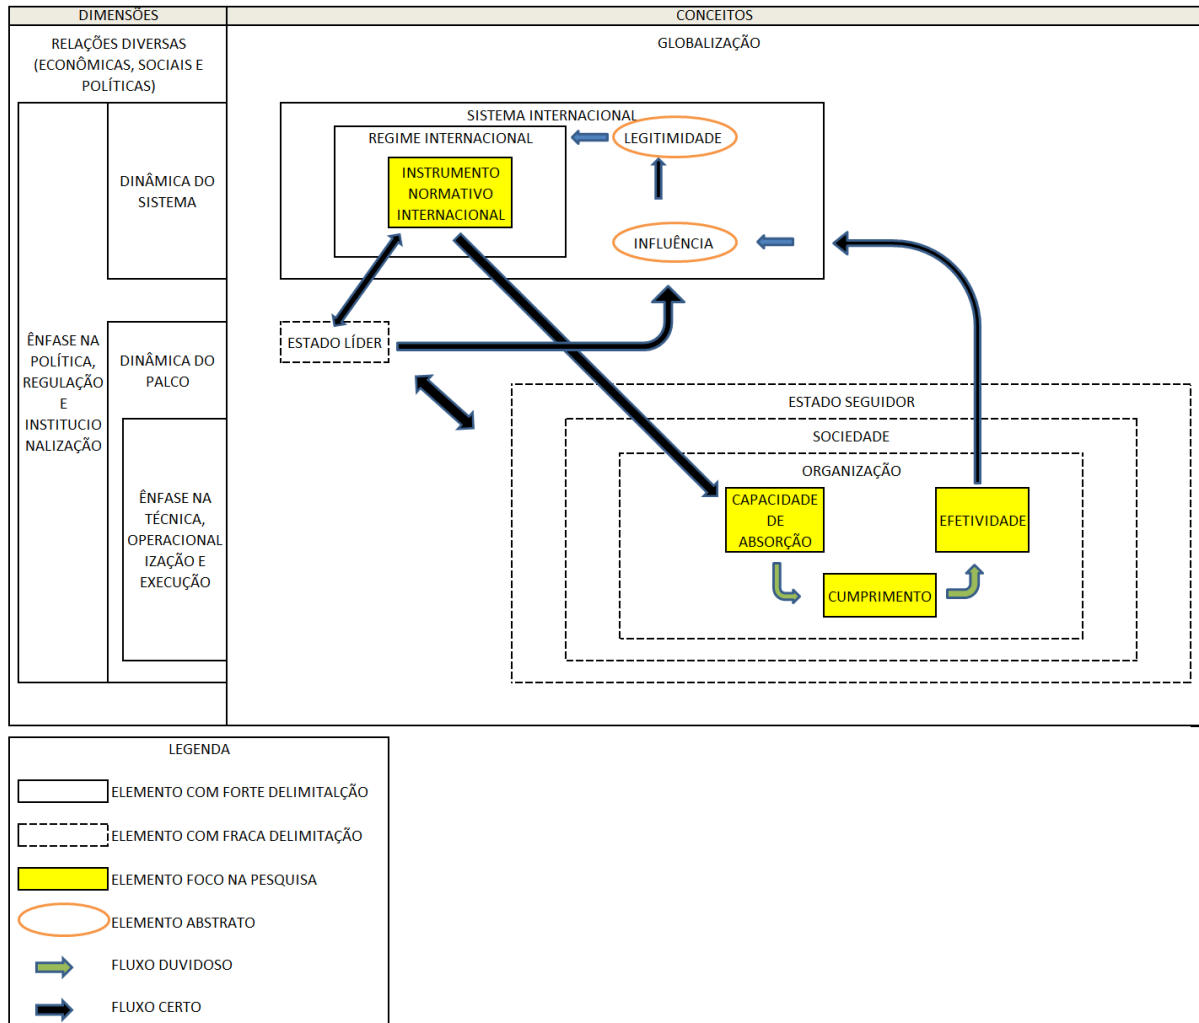 DIMENSÕES
CONCEITOS
RELAÇÕES DIVERSAS
(ECONÔMICAS, SOCIAIS E
POLÍTICAS)
GLOBALIZAÇÃO
SISTEMA INTERNACIONAL
REGIME INTERNACIONAL
LEGITIMIDADE
INSTRUMENTO
NORMATIVO
INTERNACIONAL
DINÂMICA DO
SISTEMA
INFLUÊNCIA
ÊNFASE NA
POLÍTICA,
REGULAÇÃO
E
INSTITUCIO
NALIZAÇÃO
ESTADO LÍDER
DINÂMICA DO
PALCO
ESTADO SEGUIDOR
SOCIEDADE
ORGANIZAÇÃO
ÊNFASE NA
TÉCNICA,
OPERACIONAL
IZAÇÃO E
EXECUÇÃO
CAPACIDADE
DE
ABSORÇÃO
EFETIVIDADE
CUMPRIMENTO
LEGENDA
ELEMENTO COM FORTE DELIMITALÇÃO
ELEMENTO COM FRACA DELIMITAÇÃO
ELEMENTO FOCO NA PESQUISA
ELEMENTO ABSTRATO
FLUXO DUVIDOSO
FLUXO CERTO